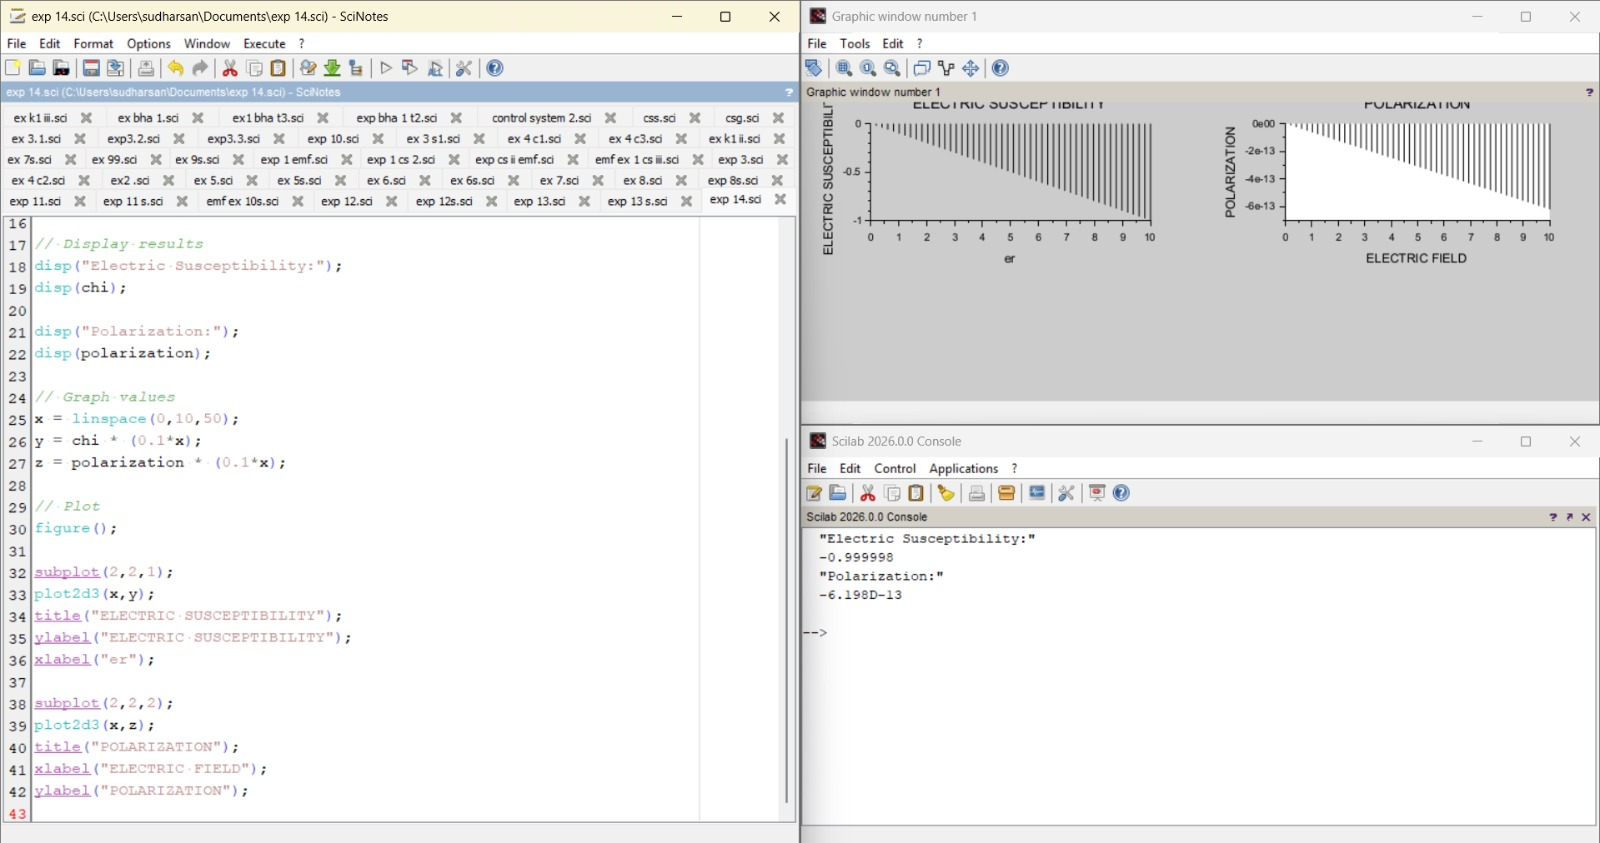 exp 14.sci (C:\Users\sudharsan\Documents\exp 14.sci) - SciNotes
File Edit Format Options Window Execute ?
exp 14.sci (C:\Users\sudharsan\Documents\exp 14.sci) - SciNotes ?
ex k1 iii.sci ex bha 1.sci ex1 bha t3.sci exp bha 1 t2.sci control system 2.sci css.sci csg.sci
ex 3.1.sci exp3.2.sci exp3.3.sci exp 10.sci ex 3 s1.sci ex 4 c1.sci ex 4 c3.sci ex k1 ii.sci
ex 7s.sci ex 99.sci ex 9s.sci exp 1 emf.sci exp 1 cs 2.sci exp cs ii emf.sci emf ex 1 cs iii.sci exp 3.sci
ex 4 c2.sci ex2 .sci ex 5.sci ex 5s.sci ex 6.sci ex 6s.sci ex 7.sci ex 8.sci exp 8s.sci
exp 11.sci exp 11 s.sci emf ex 10s.sci exp 12.sci exp 12s.sci exp 13.sci exp 13 s.sci exp 14.sci
16
17 // Display results
18 disp("Electric Susceptibility:");
19 disp(chi);
20
21 disp("Polarization:");
22 disp(polarization);
23
24 // Graph values
25 x = linspace(0,10,50);
26 y = chi * (0.1*x);
27 z = polarization * (0.1*x);
28
29 // Plot
30 figure();
31
32 subplot(2,2,1);
33 plot2d3(x,y);
34 title("ELECTRIC SUSCEPTIBILITY");
35 ylabel("ELECTRIC SUSCEPTIBILITY");
36 xlabel("er");
37
38 subplot(2,2,2);
39 plot2d3(x,z);
40 title("POLARIZATION");
41 xlabel("ELECTRIC FIELD");
42 ylabel("POLARIZATION");
43
Graphic window number 1
File Tools Edit ?
Graphic window number 1 ?
ELECTRIC SUSCEPTIBILITY
ELECTRIC SUSCEPTIBILI
0
-0.5
-1
0 1 2 3 4 5 6 7 8 9 10
er
POLARIZATION
POLARIZATION
0e00
-2e-13
-4e-13
-6e-13
0 1 2 3 4 5 6 7 8 9 10
ELECTRIC FIELD
Scilab 2026.0.0 Console
File Edit Control Applications ?
Scilab 2026.0.0 Console ?
"Electric Susceptibility:"
-0.999998
"Polarization:"
-6.198D-13
-->